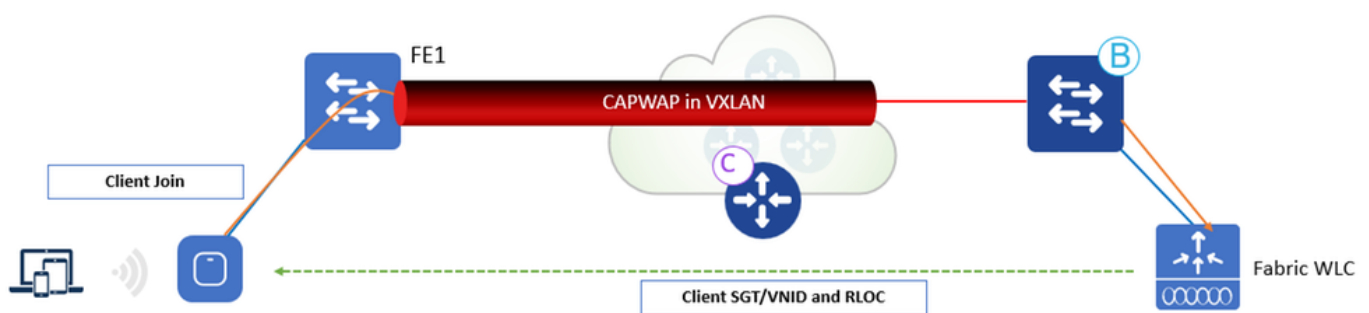 FE1
B
CAPWAP in VXLAN
C
Client Join
Fabric WLC
Client SGT/VNID and RLOC